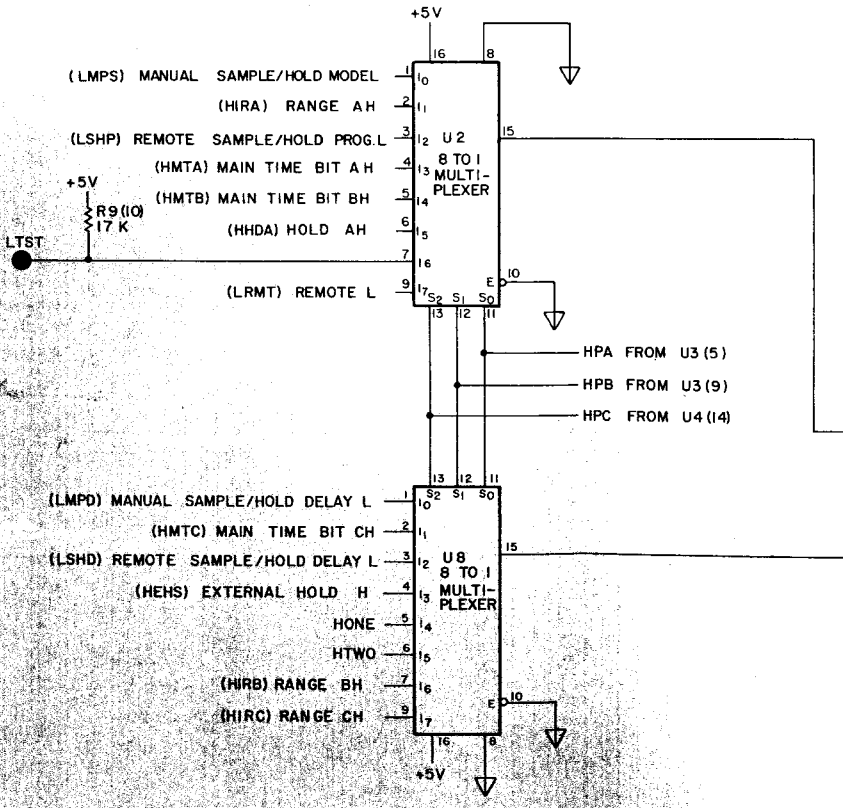 +5V
16
8
(LMPS) MANUAL SAMPLE/HOLD MODEL
1
I0
(HIRA) RANGE AH
2
I1
(LSHP) REMOTE SAMPLE/HOLD PROG.L
3
I2
U2
15
8 TO 1
MULTI-
PLEXER
(HMTA) MAIN TIME BIT AH
4
I3
+5V
(HMTB) MAIN TIME BIT BH
5
I4
R9(10)
17 K
(HHDA) HOLD AH
6
I5
LTST
7
I6
E
10
(LRMT) REMOTE L
9
I7
S2 S1 S0
13 12 11
HPA FROM U3(5)
HPB FROM U3(9)
HPC FROM U4(14)
13 12 11
S2 S1 S0
(LMPD) MANUAL SAMPLE/HOLD DELAY L
1
I0
(HMTC) MAIN TIME BIT CH
2
I1
(LSHD) REMOTE SAMPLE/HOLD DELAY L
3
I2
U8
15
8 TO 1
MULTI-
PLEXER
(HEHS) EXTERNAL HOLD H
4
I3
HONE
5
I4
HTWO
6
I5
(HIRB) RANGE BH
7
I6
E
10
(HIRC) RANGE CH
9
I7
16
8
+5V